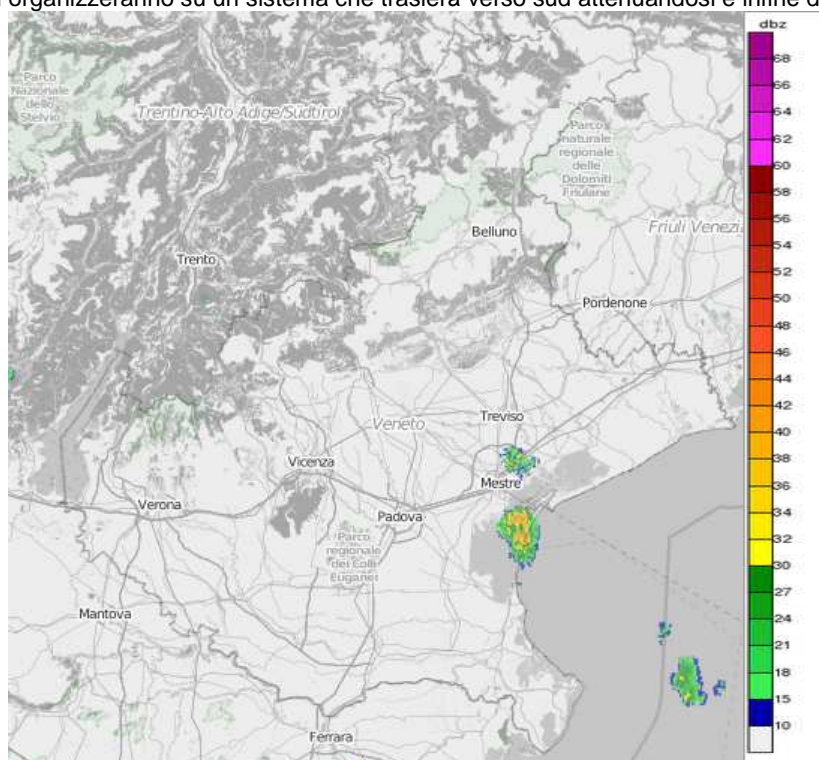 organizzeranno su un sistema che traslerà verso sud attenuandosi e infine d
dbz
68
66
64
62
60
58
56
54
52
50
48
46
44
42
40
38
36
34
32
30
27
24
21
18
15
10
Parco
Nazionale
dello
Stelvio
Trentino-Alto Adige/Südtirol
Parco
naturale
regionale
delle
Dolomiti
Friulane
Belluno
Friuli Venezi
Trento
Pordenone
Treviso
Veneto
Vicenza
Mestre
Verona
Padova
Parco
regionale
dei Colli
Euganei
Mantova
Ferrara